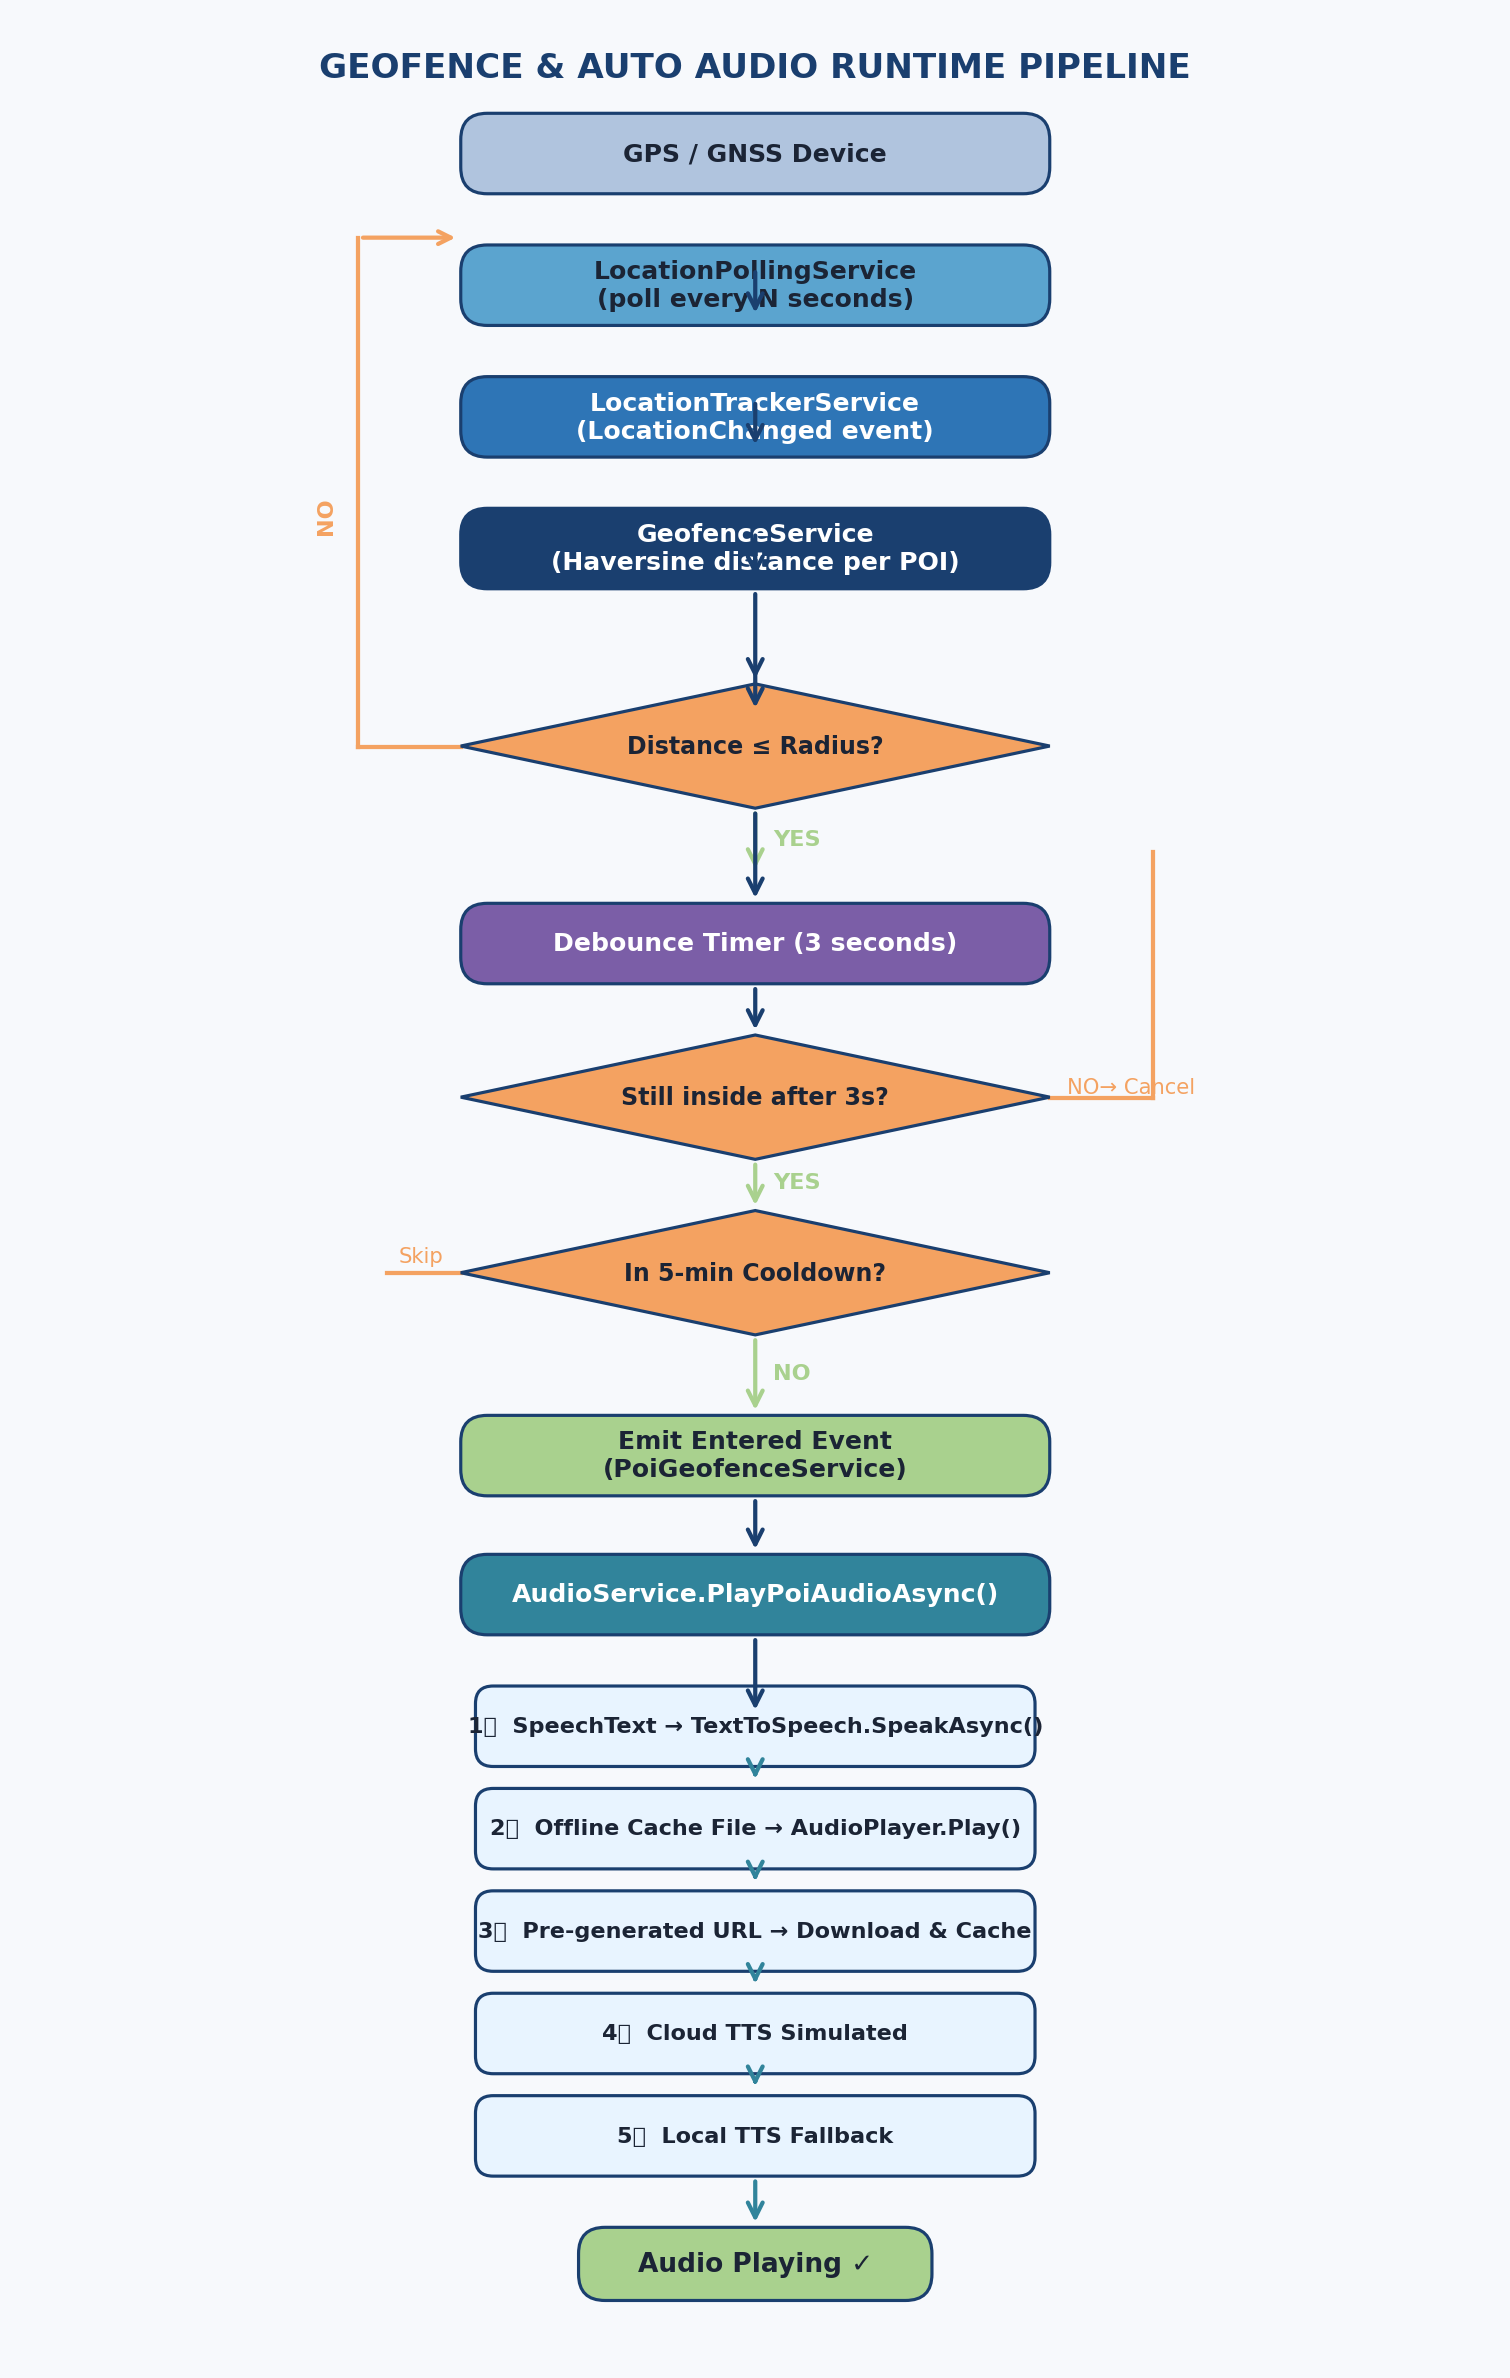 GEOFENCE & AUTO AUDIO RUNTIME PIPELINE
GPS / GNSS Device
LocationPollingService
(poll every N seconds)
LocationTrackerService
(LocationChanged event)
NO
GeofenceService
(Haversine distance per POI)
Distance ≤ Radius?
YES
Debounce Timer (3 seconds)
Still inside after 3s?
NO→ Cancel
YES
Skip
In 5-min Cooldown?
NO
Emit Entered Event
(PoiGeofenceService)
AudioService.PlayPoiAudioAsync()
1▯ SpeechText → TextToSpeech.SpeakAsync()
2▯ Offline Cache File → AudioPlayer.Play()
3▯ Pre-generated URL → Download & Cache
4▯ Cloud TTS Simulated
5▯ Local TTS Fallback
Audio Playing ✓